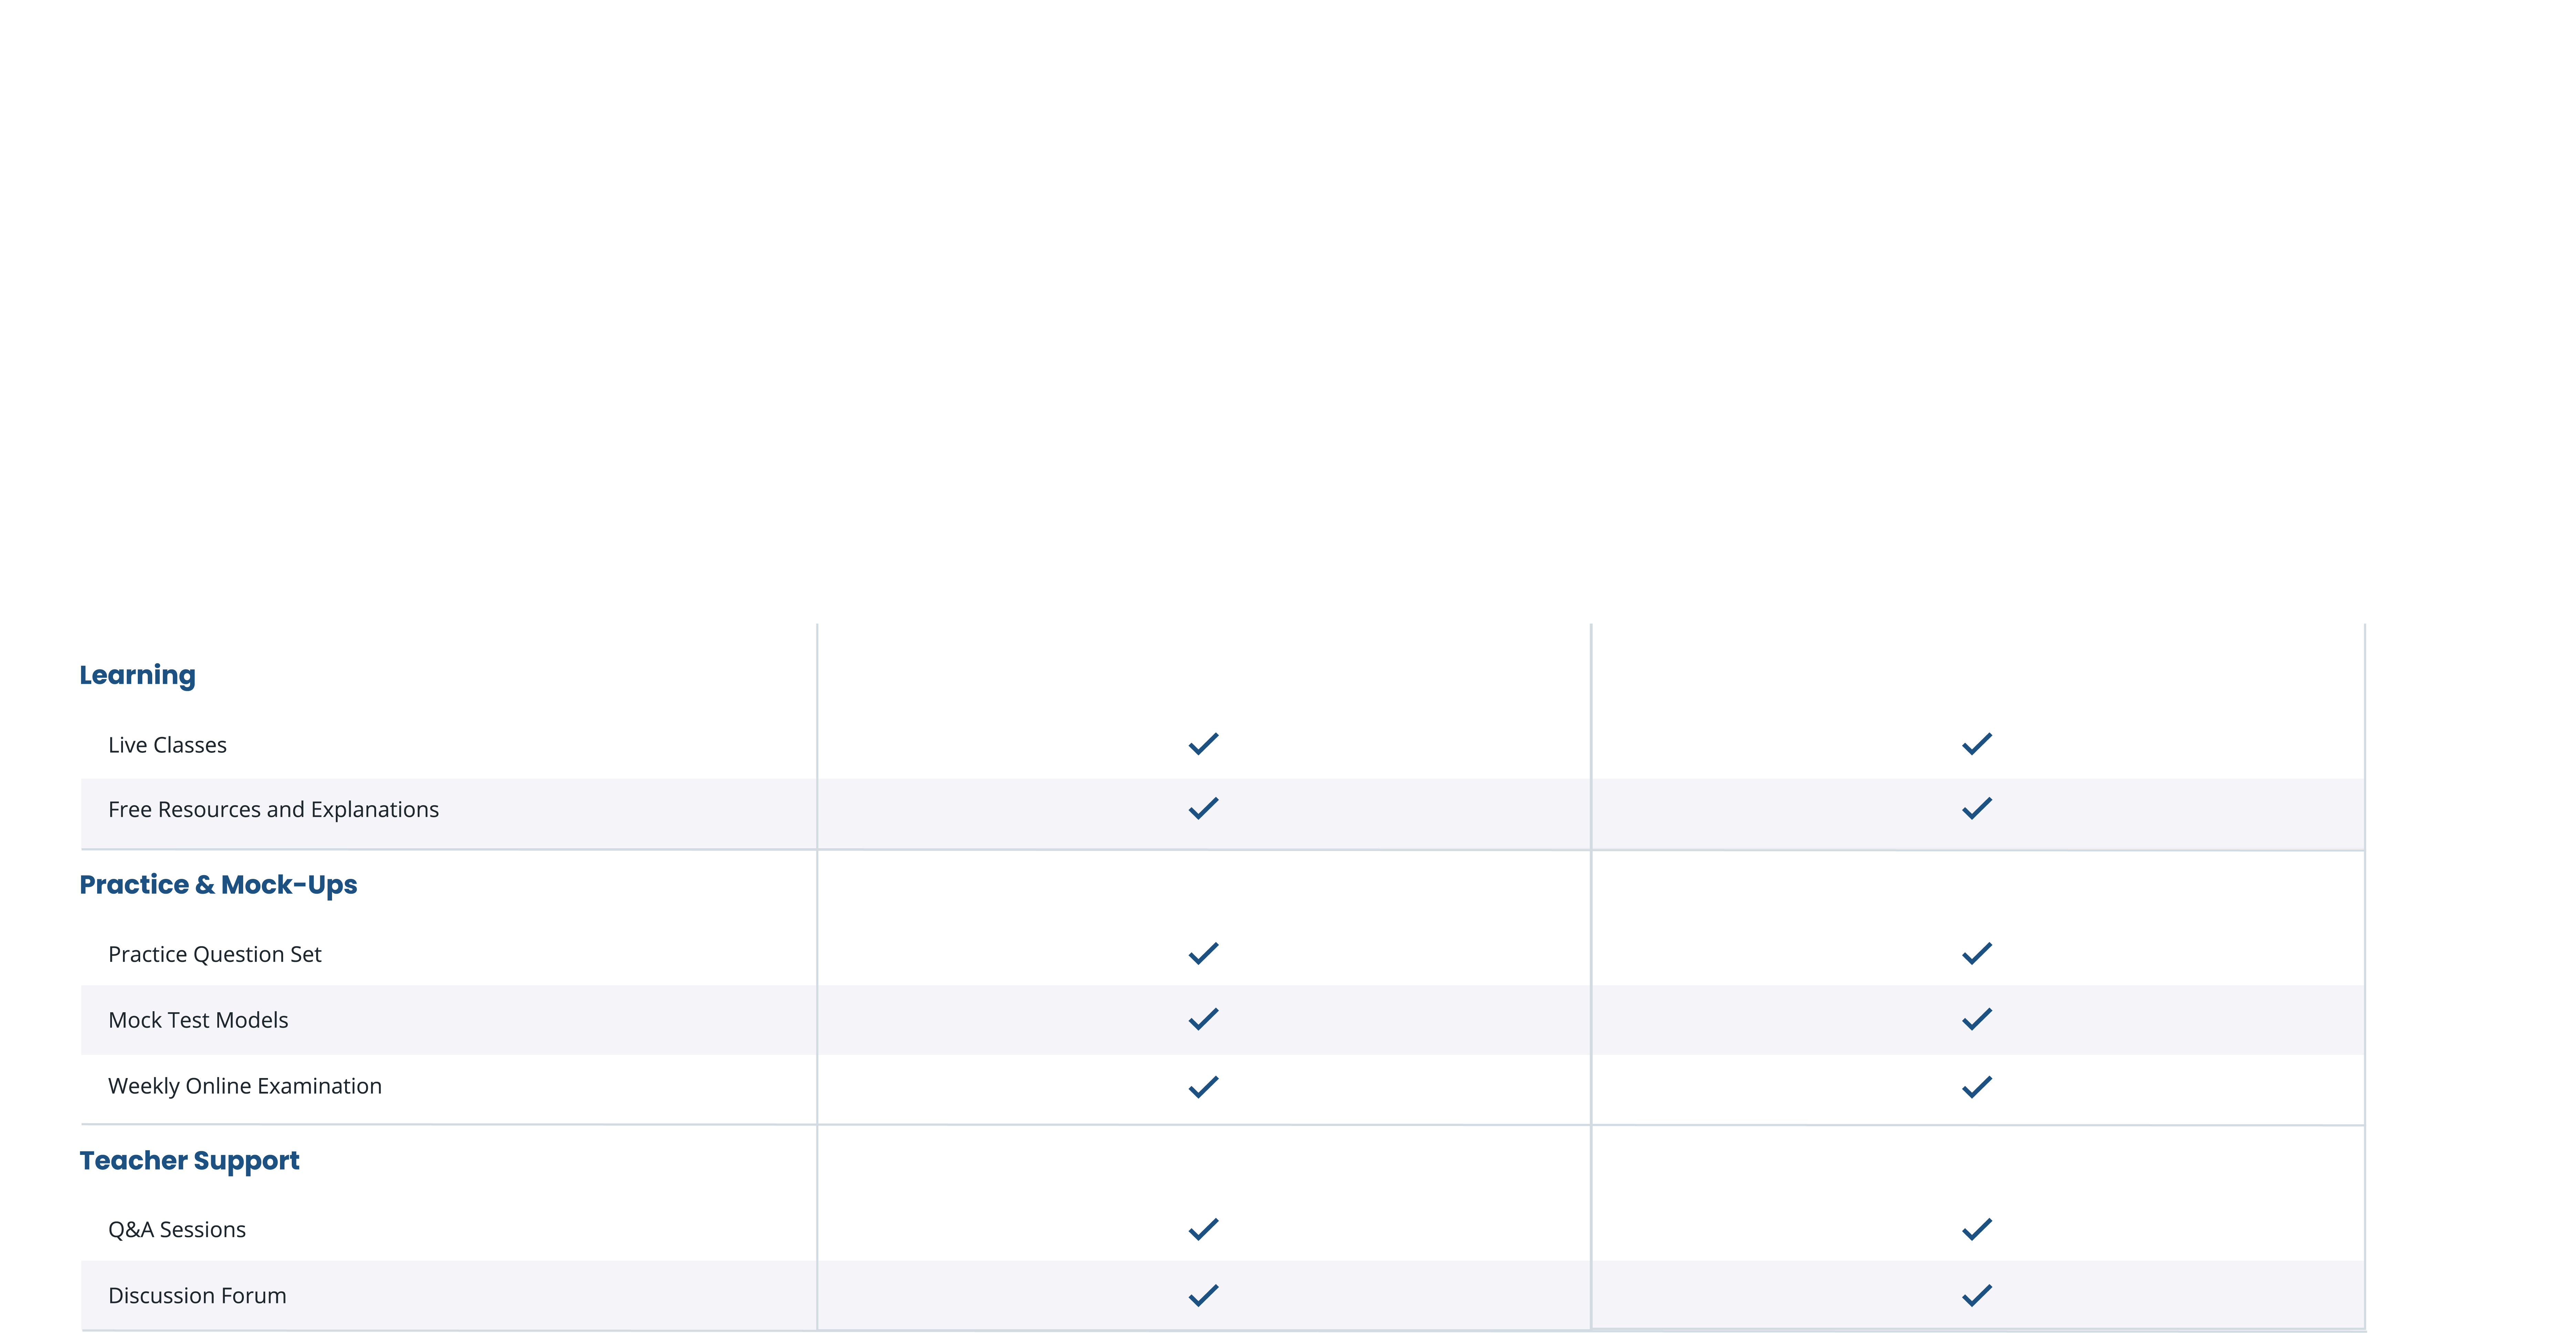 Learning
Live Classes
Free Resources and Explanations
Practice & Mock-Ups
Practice Question Set
Mock Test Models
Weekly Online Examination
Teacher Support
Q&A Sessions
Discussion Forum